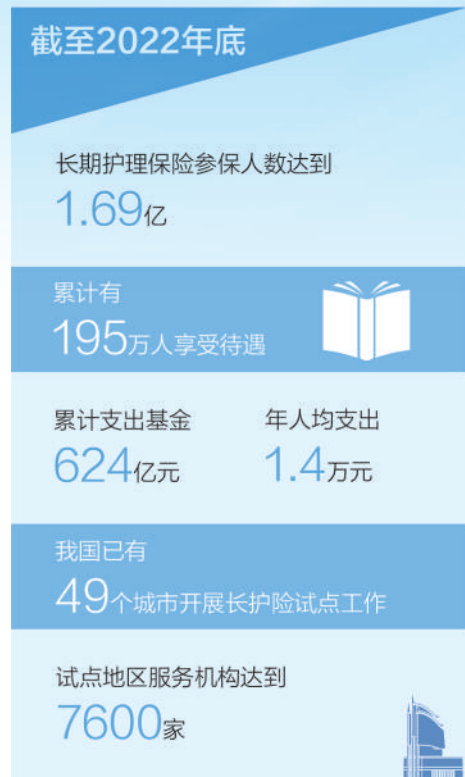 截至2022年底
长期护理保险参保人数达到
1.69亿
累计有
195万人享受待遇
累计支出基金
624亿元
年人均支出
1.4万元
我国已有
49个城市开展长护险试点工作
试点地区服务机构达到
7600家